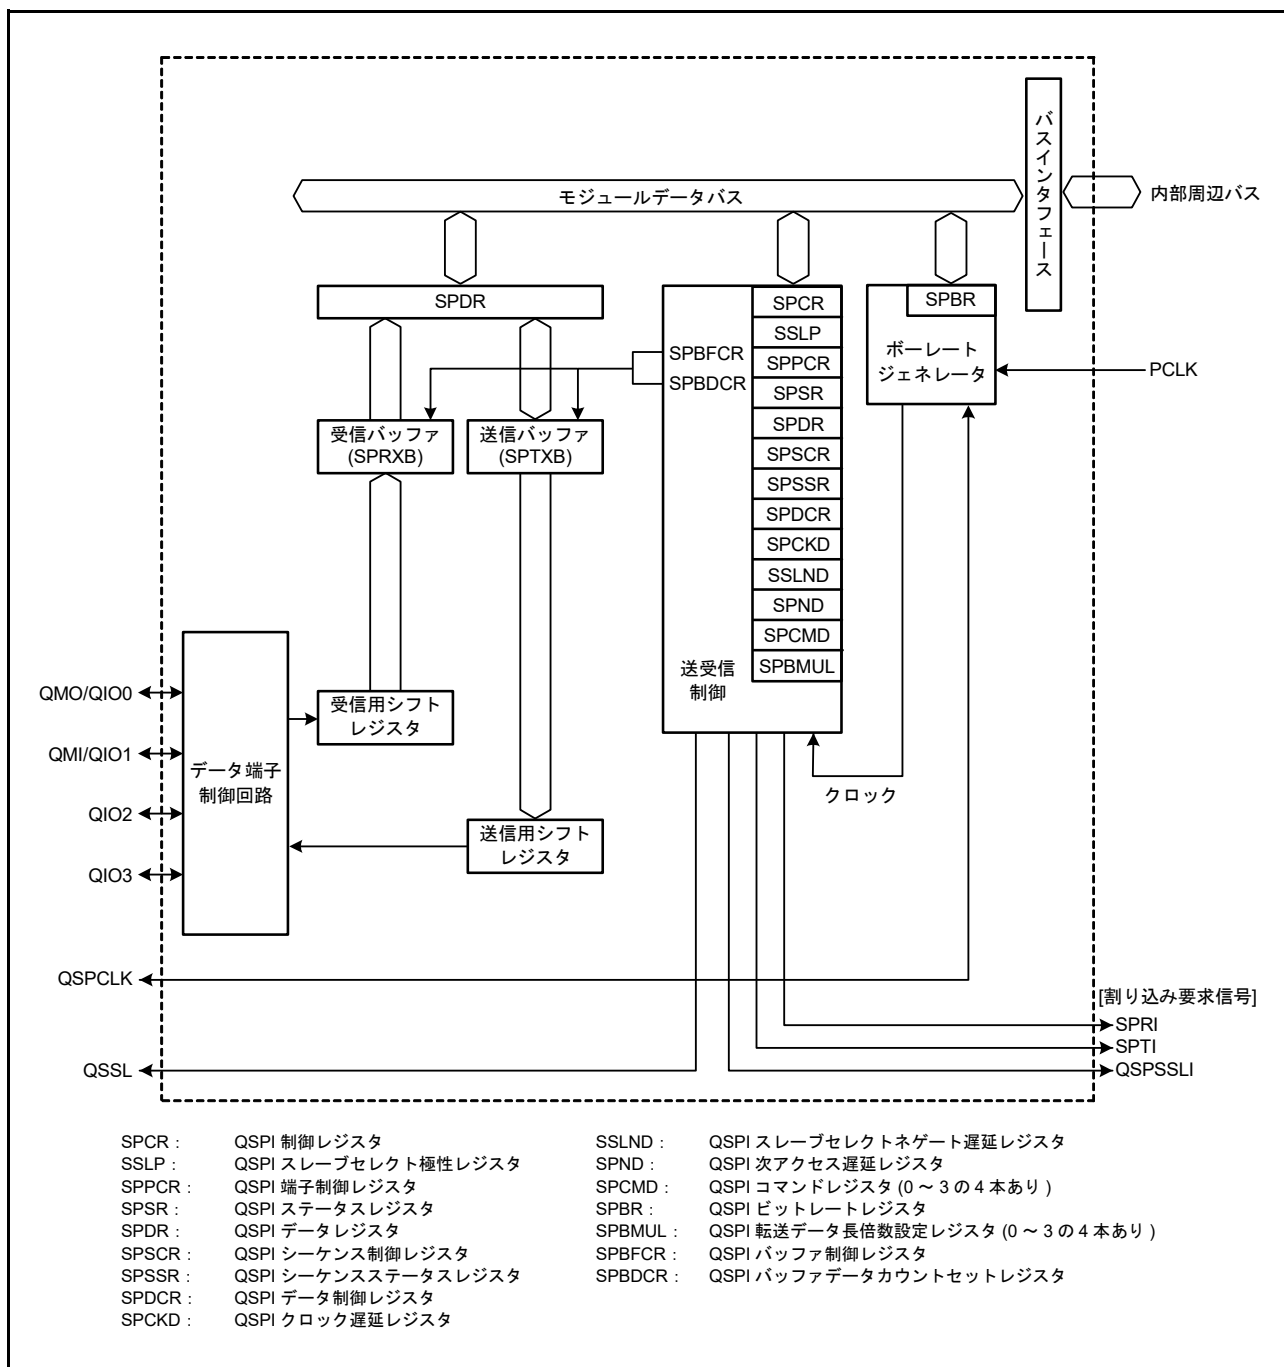 バスインタフェース
モジュールデータバス
内部周辺バス
SPDR
SPCR
SSLP
SPPCR
SPSR
SPDR
SPSCR
SPSSR
SPDCR
SPCKD
SSLND
SPND
SPCMD
SPBMUL
SPBFCR
SPBDCR
送受信
制御
SPBR
ボーレート
ジェネレータ
PCLK
受信バッファ
(SPRXB)
送信バッファ
(SPTXB)
QMO/QIO0
QMI/QIO1
QIO2
QIO3
データ端子
制御回路
受信用シフト
レジスタ
送信用シフト
レジスタ
クロック
QSPCLK
QSSL
[割り込み要求信号]
SPRI
SPTI
QSPSSLI
SPCR : QSPI 制御レジスタ
SSLP : QSPI スレーブセレクト極性レジスタ
SPPCR : QSPI 端子制御レジスタ
SPSR : QSPI ステータスレジスタ
SPDR : QSPI データレジスタ
SPSCR : QSPI シーケンス制御レジスタ
SPSSR : QSPI シーケンスステータスレジスタ
SPDCR : QSPI データ制御レジスタ
SPCKD : QSPI クロック遅延レジスタ
SSLND : QSPI スレーブセレクトネゲート遅延レジスタ
SPND : QSPI 次アクセス遅延レジスタ
SPCMD : QSPI コマンドレジスタ (0 ～ 3 の 4 本あり )
SPBR : QSPI ビットレートレジスタ
SPBMUL : QSPI 転送データ長倍数設定レジスタ (0 ～ 3 の 4 本あり )
SPBFCR : QSPI バッファ制御レジスタ
SPBDCR : QSPI バッファデータカウントセットレジスタ